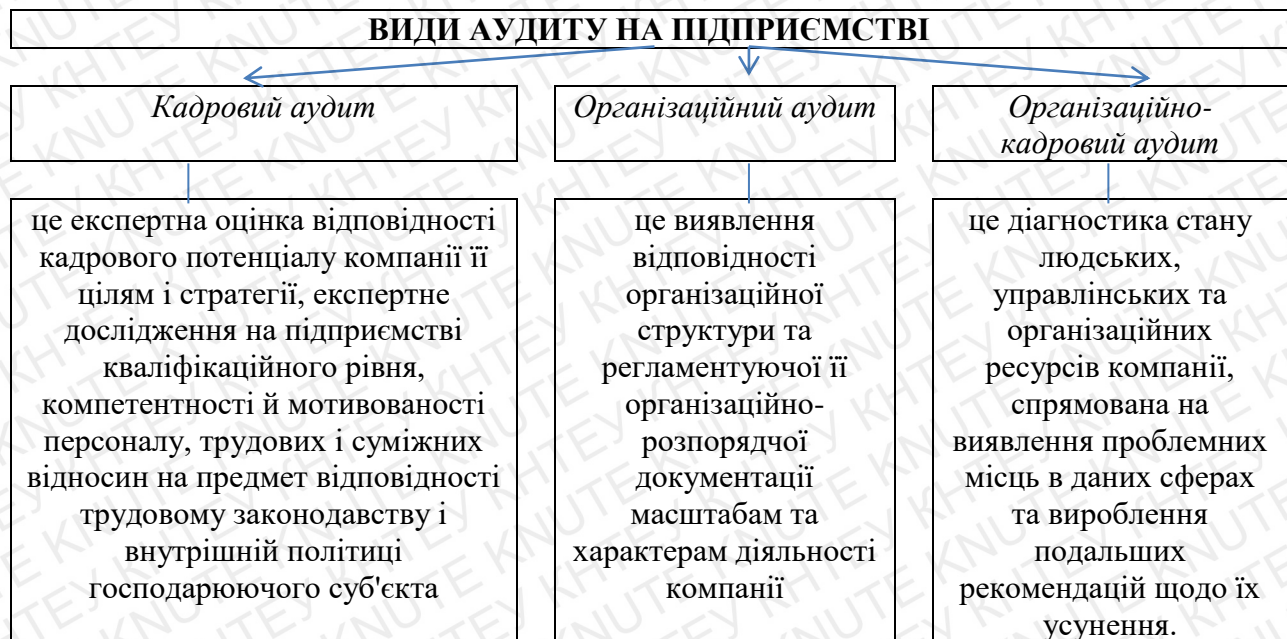 ВИДИ АУДИТУ НА ПІДПРИЄМСТВІ
Кадровий аудит
Організаційний аудит
Організаційно-
кадровий аудит
це експертна оцінка відповідності
кадрового потенціалу компанії її
цілям і стратегії, експертне
дослідження на підприємстві
кваліфікаційного рівня,
компетентності й мотивованості
персоналу, трудових і суміжних
відносин на предмет відповідності
трудовому законодавству і
внутрішній політиці
господарюючого суб'єкта
це виявлення
відповідності
організаційної
структури та
регламентуючої її
організаційно-
розпорядчої
документації
масштабам та
характерам діяльності
компанії
це діагностика стану
людських,
управлінських та
організаційних
ресурсів компанії,
спрямована на
виявлення проблемних
місць в даних сферах
та вироблення
подальших
рекомендацій щодо їх
усунення.